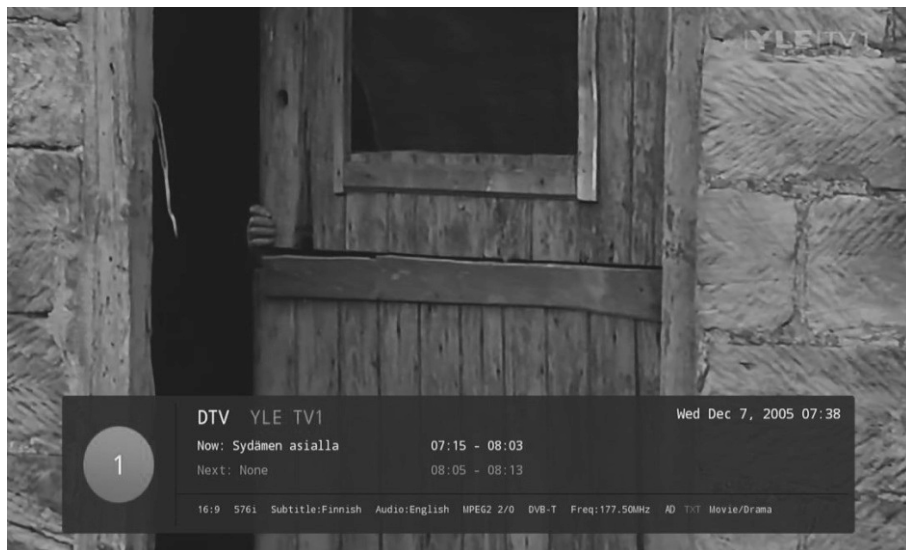 YLE TV1
DTV YLE TV1 Wed Dec 7, 2005 07:38
Now: Sydämen asialla 07:15 - 08:03
1
Next: None 08:05 - 08:13
16:9 576i Subtitle:Finnish Audio:English MPEG2 2/0 DVB-T Freq:177.50MHz AD TXT Movie/Drama